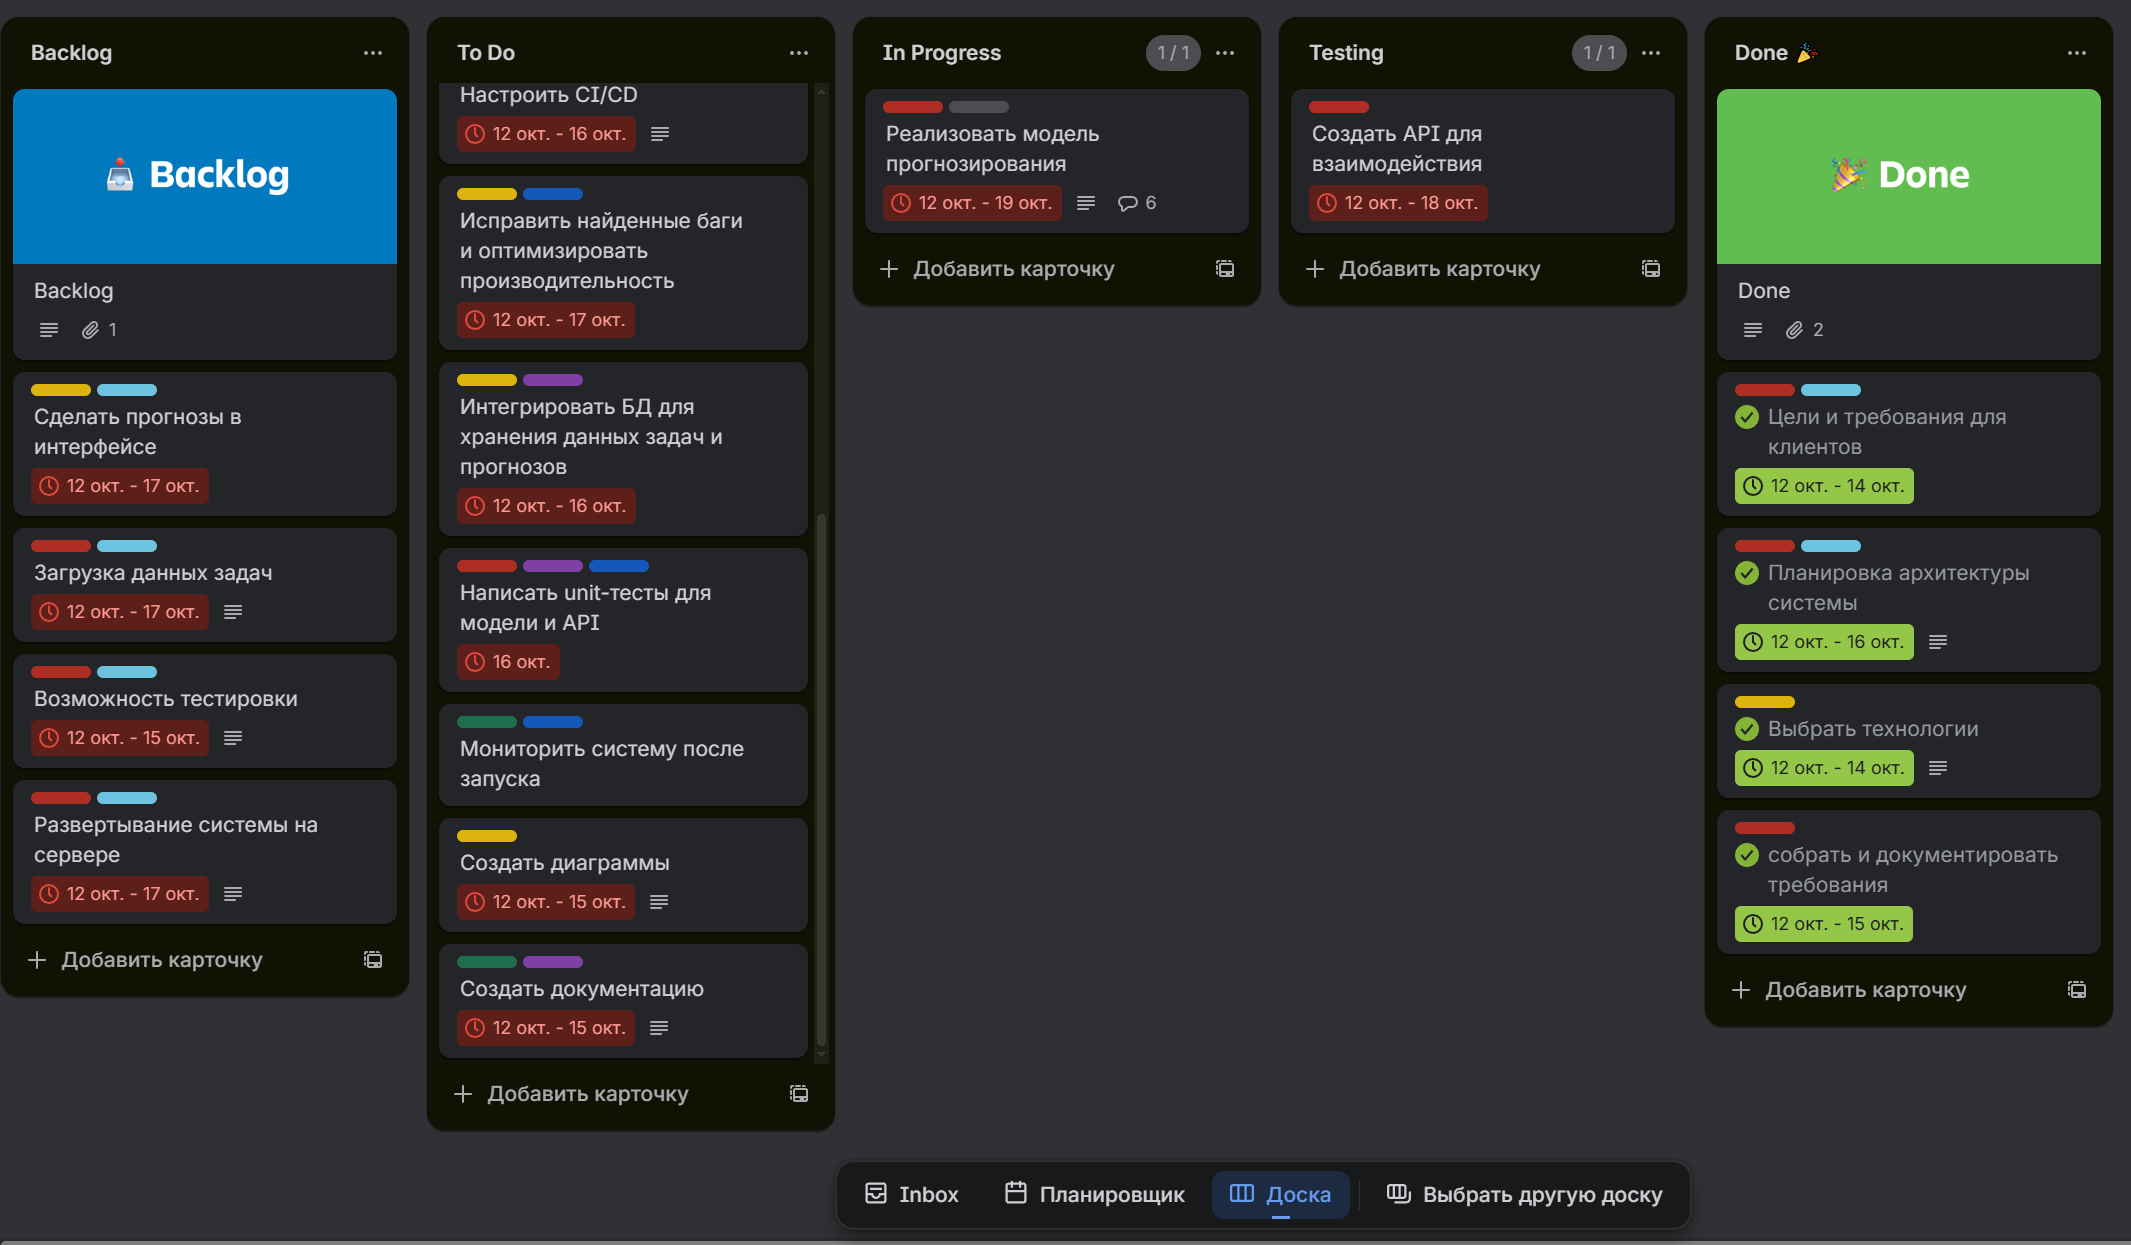 Backlog
Backlog
Backlog
1
Сделать прогнозы в
интерфейсе
12 окт. - 17 окт.
Загрузка данных задач
12 окт. - 17 окт.
Возможность тестировки
12 окт. - 15 окт.
Развертывание системы на
сервере
12 окт. - 17 окт.
Добавить карточку
To Do
Настроить CI/CD
12 окт. - 16 окт.
Исправить найденные баги
и оптимизировать
производительность
12 окт. - 17 окт.
Интегрировать БД для
хранения данных задач и
прогнозов
12 окт. - 16 окт.
Написать unit-тесты для
модели и API
16 окт.
Мониторить систему после
запуска
Создать диаграммы
12 окт. - 15 окт.
Создать документацию
12 окт. - 15 окт.
Добавить карточку
In Progress
1 / 1
Реализовать модель
прогнозирования
12 окт. - 19 окт.
6
Добавить карточку
Testing
1 / 1
Создать API для
взаимодействия
12 окт. - 18 окт.
Добавить карточку
Done 🎉
Done
Done
2
Цели и требования для
клиентов
12 окт. - 14 окт.
Планировка архитектуры
системы
12 окт. - 16 окт.
Выбрать технологии
12 окт. - 14 окт.
собрать и документировать
требования
12 окт. - 15 окт.
Добавить карточку
Inbox
Планировщик
Доска
Выбрать другую доску